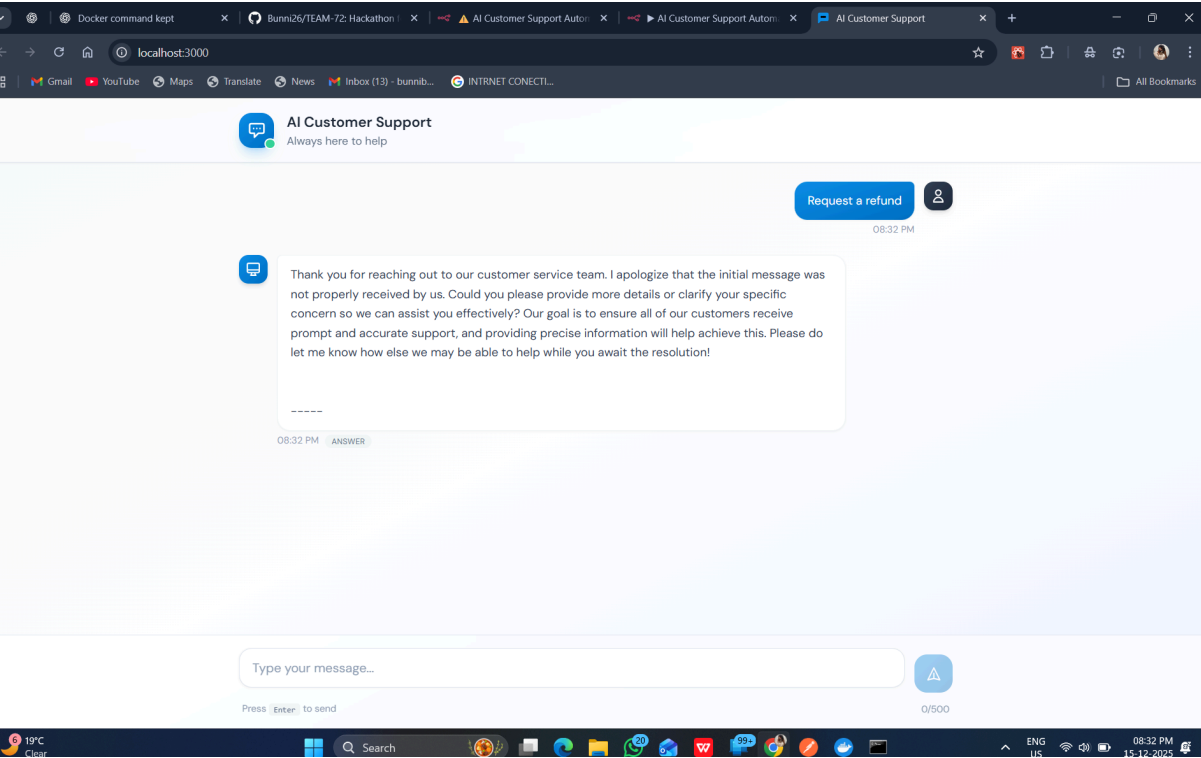 Docker command kept
Bunni26/TEAM-72: Hackathon f
AI Customer Support Autom
AI Customer Support Autom
AI Customer Support
localhost:3000
Gmail
YouTube
Maps
Translate
News
Inbox (13) - bunnib...
INTRNET CONECTI...
All Bookmarks
AI Customer Support
Always here to help
Request a refund
08:32 PM
Thank you for reaching out to our customer service team. I apologize that the initial message was
not properly received by us. Could you please provide more details or clarify your specific
concern so we can assist you effectively? Our goal is to ensure all of our customers receive
prompt and accurate support, and providing precise information will help achieve this. Please do
let me know how else we may be able to help while you await the resolution!
-----
08:32 PM ANSWER
Type your message...
Press Enter to send
0/500
6
19°C
Clear
Search
20
99+
ENG
US
08:32 PM
15-12-2025